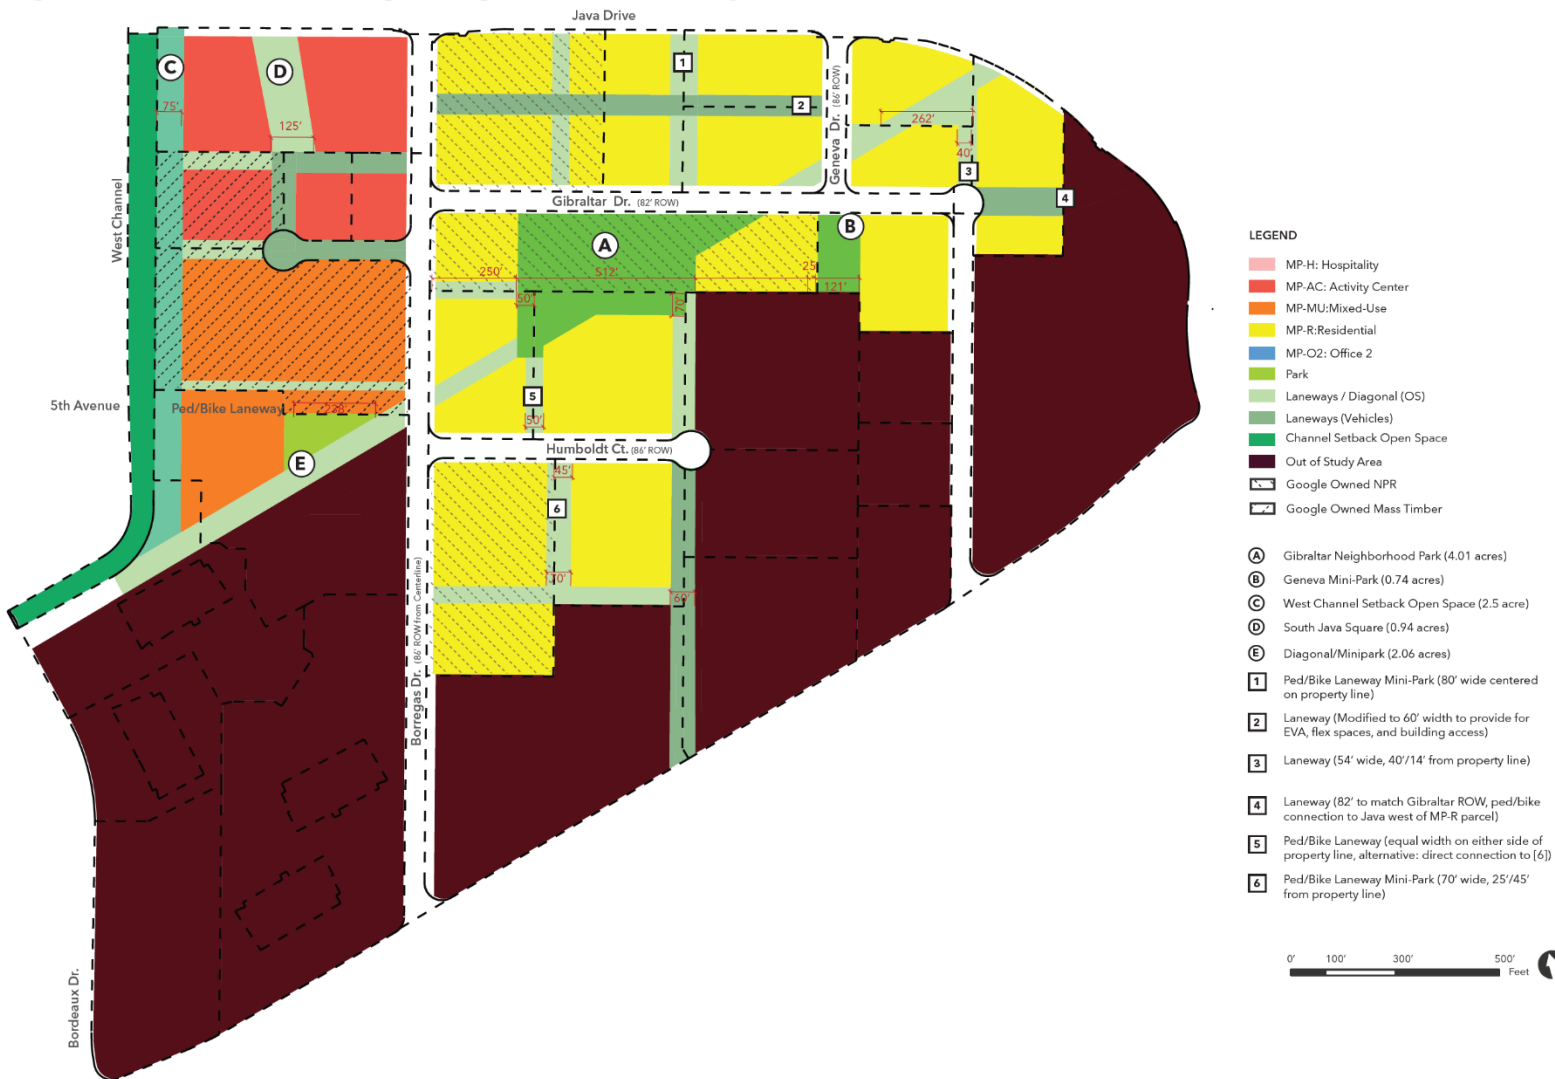 Java Drive
C
D
1
2
75'
125'
262'
40'
3
4
Geneva Dr. (86' ROW)
West Channel
Gibraltar Dr. (82' ROW)
A
B
250'
512'
25'
121'
50'
70'
5th Avenue
Ped/Bike Laneway
228'
5
50'
E
Humboldt Ct. (86' ROW)
45'
6
70'
60'
Borregas Dr. (86' ROW from Centerline)
Bordeaux Dr.
LEGEND
MP-H: Hospitality
MP-AC: Activity Center
MP-MU:Mixed-Use
MP-R:Residential
MP-O2: Office 2
Park
Laneways / Diagonal (OS)
Laneways (Vehicles)
Channel Setback Open Space
Out of Study Area
Google Owned NPR
Google Owned Mass Timber
A Gibraltar Neighborhood Park (4.01 acres)
B Geneva Mini-Park (0.74 acres)
C West Channel Setback Open Space (2.5 acre)
D South Java Square (0.94 acres)
E Diagonal/Minipark (2.06 acres)
1 Ped/Bike Laneway Mini-Park (80' wide centered
on property line)
2 Laneway (Modified to 60' width to provide for
EVA, flex spaces, and building access)
3 Laneway (54' wide, 40'/14' from property line)
4 Laneway (82' to match Gibraltar ROW, ped/bike
connection to Java west of MP-R parcel)
5 Ped/Bike Laneway (equal width on either side of
property line, alternative: direct connection to [6])
6 Ped/Bike Laneway Mini-Park (70' wide, 25'/45'
from property line)
0' 100' 300' 500'
Feet